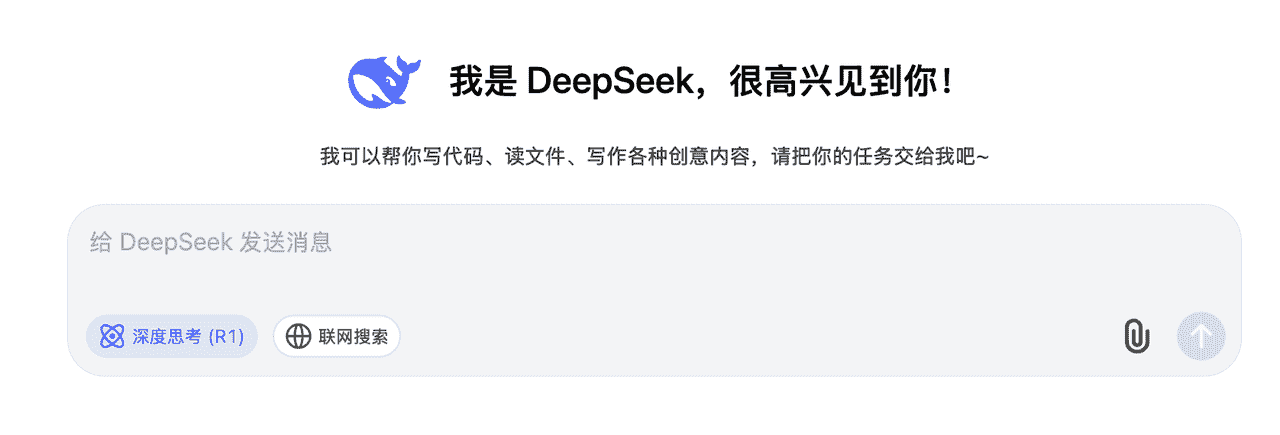 我是 DeepSeek，很高兴见到你！
我可以帮你写代码、读文件、写作各种创意内容，请把你的任务交给我吧~
给 DeepSeek 发送消息
深度思考 (R1)
联网搜索